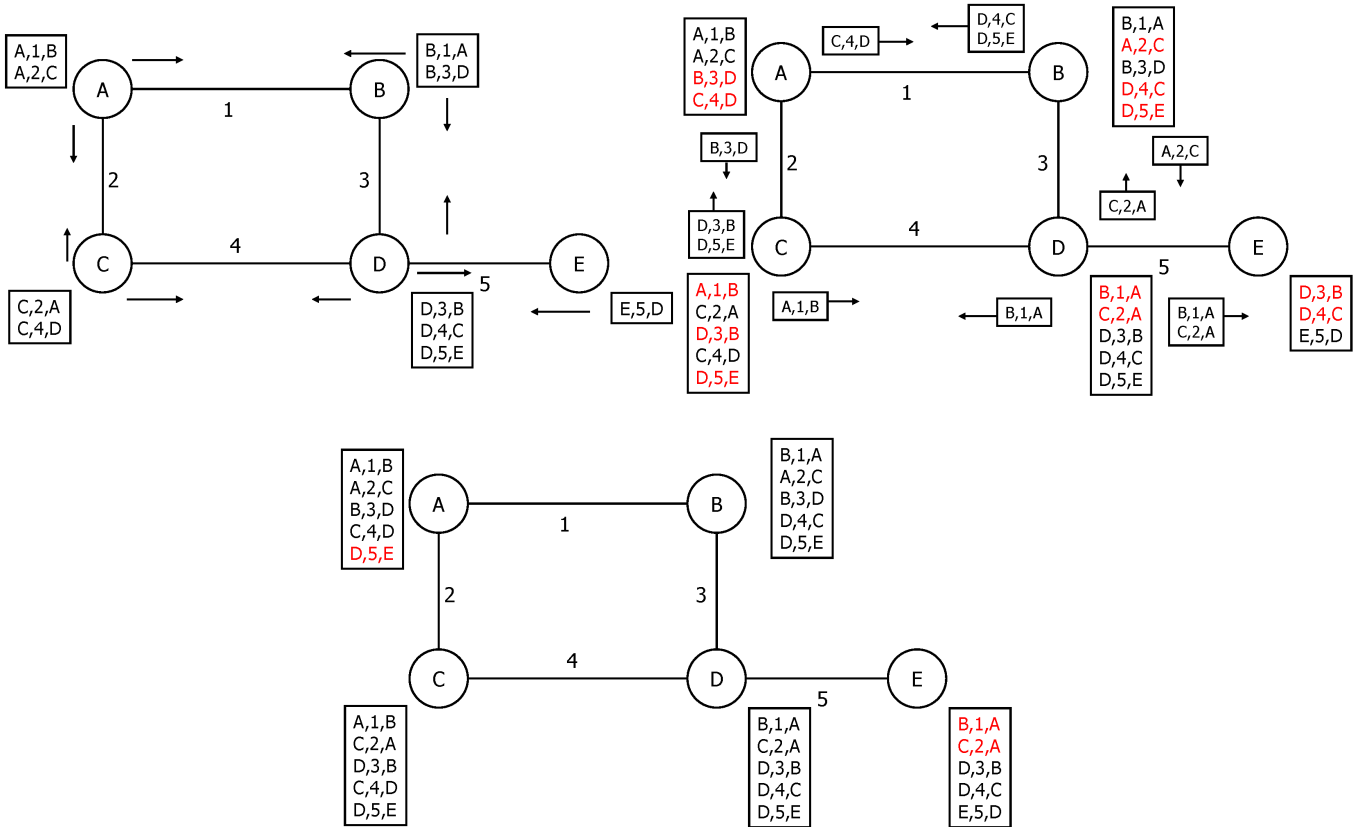 A,1,B
A,2,C
A
B
B,1,A
B,3,D
1
2
3
4
C
D
E
5
C,2,A
C,4,D
D,3,B
D,4,C
D,5,E
E,5,D
A,1,B
A,2,C
B,3,D
C,4,D
A
C,4,D
D,4,C
D,5,E
B
B,1,A
A,2,C
B,3,D
D,4,C
D,5,E
1
B,3,D
2
3
A,2,C
C,2,A
D,3,B
D,5,E
C
4
D
5
E
A,1,B
C,2,A
D,3,B
C,4,D
D,5,E
A,1,B
B,1,A
B,1,A
C,2,A
D,3,B
D,4,C
D,5,E
B,1,A
C,2,A
D,3,B
D,4,C
E,5,D
A,1,B
A,2,C
B,3,D
C,4,D
D,5,E
A
B
B,1,A
A,2,C
B,3,D
D,4,C
D,5,E
1
2
3
4
C
D
E
5
A,1,B
C,2,A
D,3,B
C,4,D
D,5,E
B,1,A
C,2,A
D,3,B
D,4,C
D,5,E
B,1,A
C,2,A
D,3,B
D,4,C
E,5,D